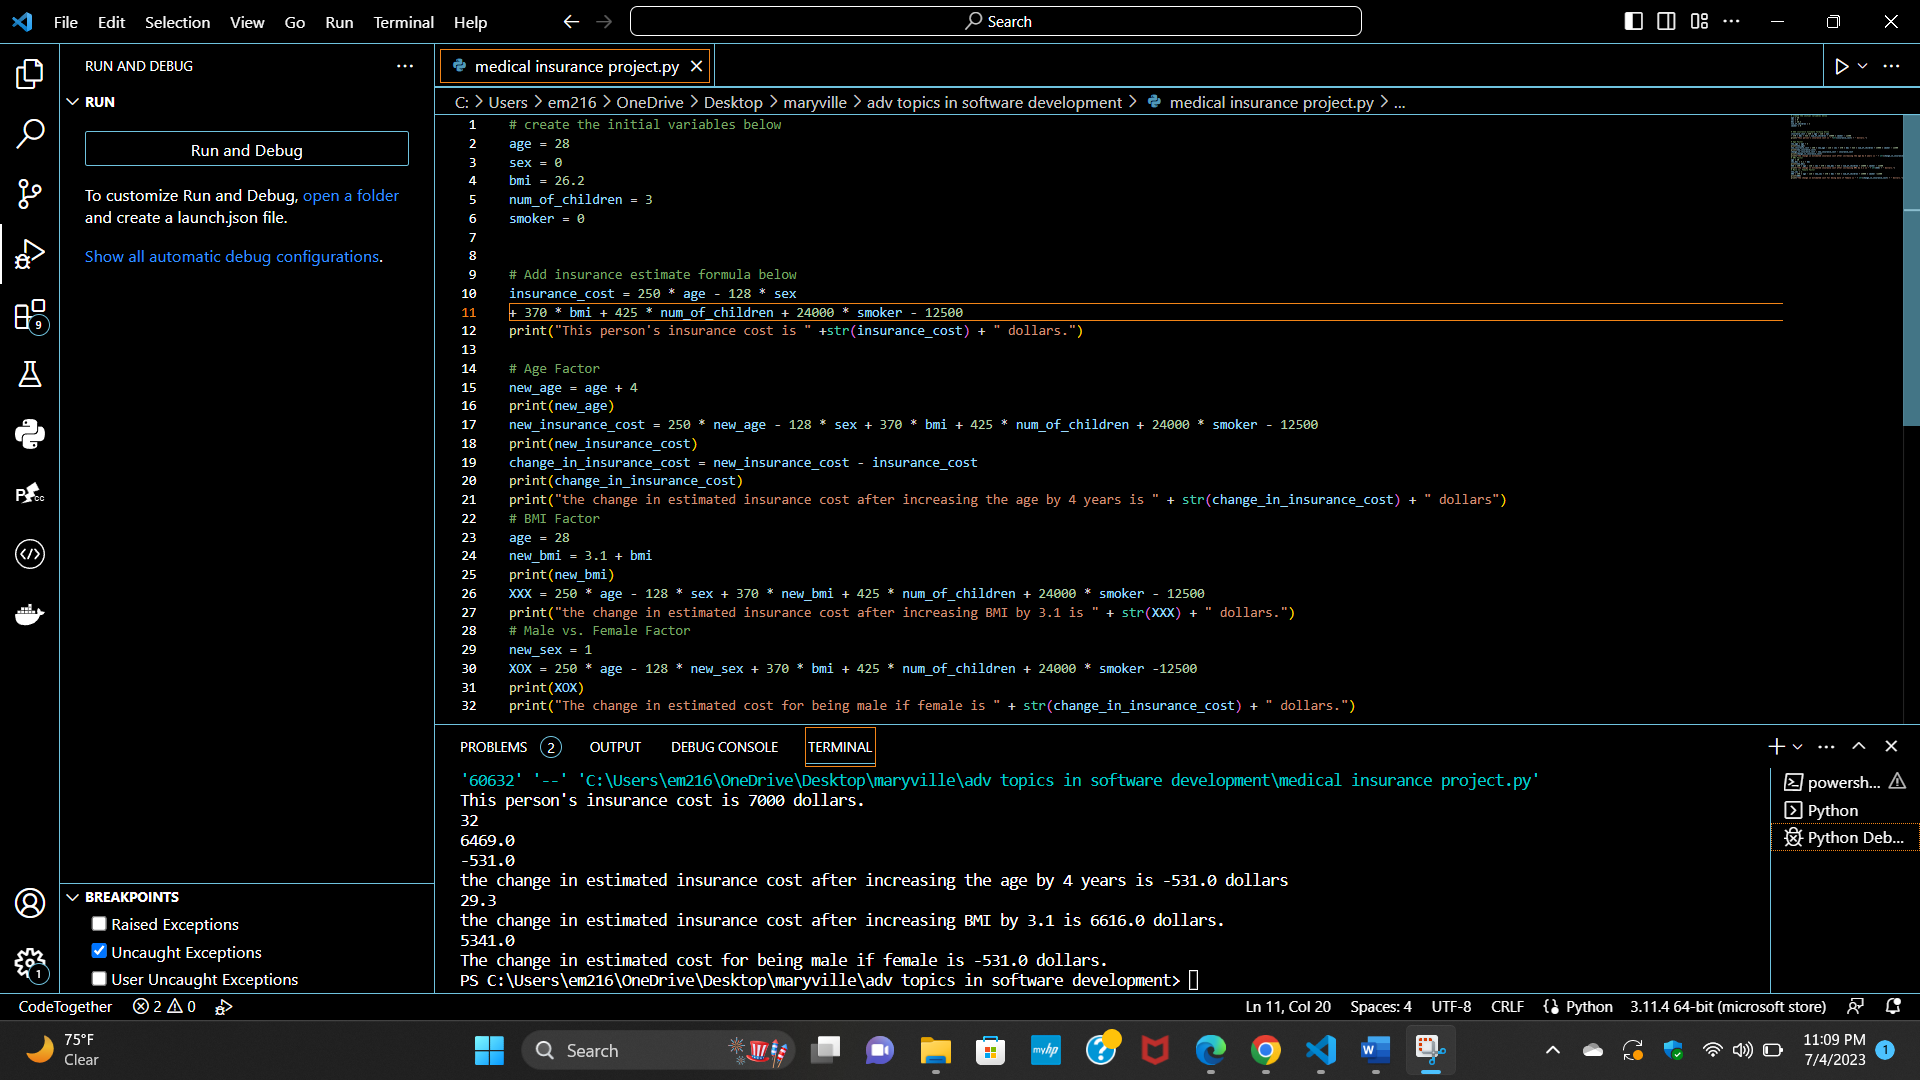 File Edit Selection View Go Run Terminal Help
Search
RUN AND DEBUG
RUN
Run and Debug
To customize Run and Debug, open a folder
and create a launch.json file.
Show all automatic debug configurations.
9
medical insurance project.py
C: > Users > em216 > OneDrive > Desktop > maryville > adv topics in software development > medical insurance project.py > ...
1 # create the initial variables below
2 age = 28
3 sex = 0
4 bmi = 26.2
5 num_of_children = 3
6 smoker = 0
7
8
9 # Add insurance estimate formula below
10 insurance_cost = 250 * age - 128 * sex
11 + 370 * bmi + 425 * num_of_children + 24000 * smoker - 12500
12 print("This person's insurance cost is " +str(insurance_cost) + " dollars.")
13
14 # Age Factor
15 new_age = age + 4
16 print(new_age)
17 new_insurance_cost = 250 * new_age - 128 * sex + 370 * bmi + 425 * num_of_children + 24000 * smoker - 12500
18 print(new_insurance_cost)
19 change_in_insurance_cost = new_insurance_cost - insurance_cost
20 print(change_in_insurance_cost)
21 print("the change in estimated insurance cost after increasing the age by 4 years is " + str(change_in_insurance_cost) + " dollars")
22 # BMI Factor
23 age = 28
24 new_bmi = 3.1 + bmi
25 print(new_bmi)
26 XXX = 250 * age - 128 * sex + 370 * new_bmi + 425 * num_of_children + 24000 * smoker - 12500
27 print("the change in estimated insurance cost after increasing BMI by 3.1 is " + str(XXX) + " dollars.")
28 # Male vs. Female Factor
29 new_sex = 1
30 XOX = 250 * age - 128 * new_sex + 370 * bmi + 425 * num_of_children + 24000 * smoker -12500
31 print(XOX)
32 print("The change in estimated cost for being male if female is " + str(change_in_insurance_cost) + " dollars.")
PROBLEMS 2 OUTPUT DEBUG CONSOLE TERMINAL
'60632' '--' 'C:\Users\em216\OneDrive\Desktop\maryville\adv topics in software development\medical insurance project.py'
This person's insurance cost is 7000 dollars.
32
6469.0
-531.0
the change in estimated insurance cost after increasing the age by 4 years is -531.0 dollars
29.3
the change in estimated insurance cost after increasing BMI by 3.1 is 6616.0 dollars.
5341.0
The change in estimated cost for being male if female is -531.0 dollars.
PS C:\Users\em216\OneDrive\Desktop\maryville\adv topics in software development>
powersh...
Python
Python Deb...
BREAKPOINTS
Raised Exceptions
Uncaught Exceptions
User Uncaught Exceptions
1
CodeTogether 2 0
Ln 11, Col 20 Spaces: 4 UTF-8 CRLF Python 3.11.4 64-bit (microsoft store)
75°F
Clear
Search
myhp
11:09 PM
7/4/2023
1